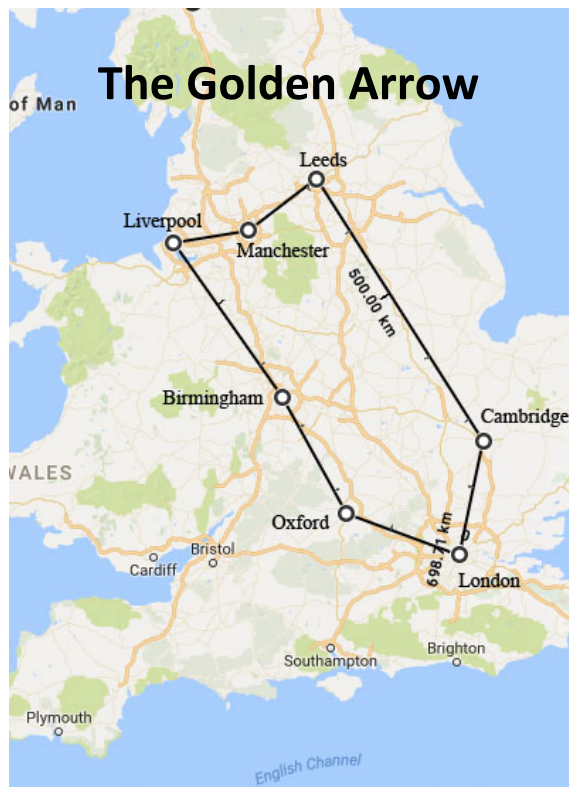 The Golden Arrow
of Man
Leeds
Liverpool
Manchester
500.00 km
Birmingham
Cambridge
WALES
Oxford
698.71 km
Bristol
Cardiff
London
Southampton
Brighton
Plymouth
English Channel